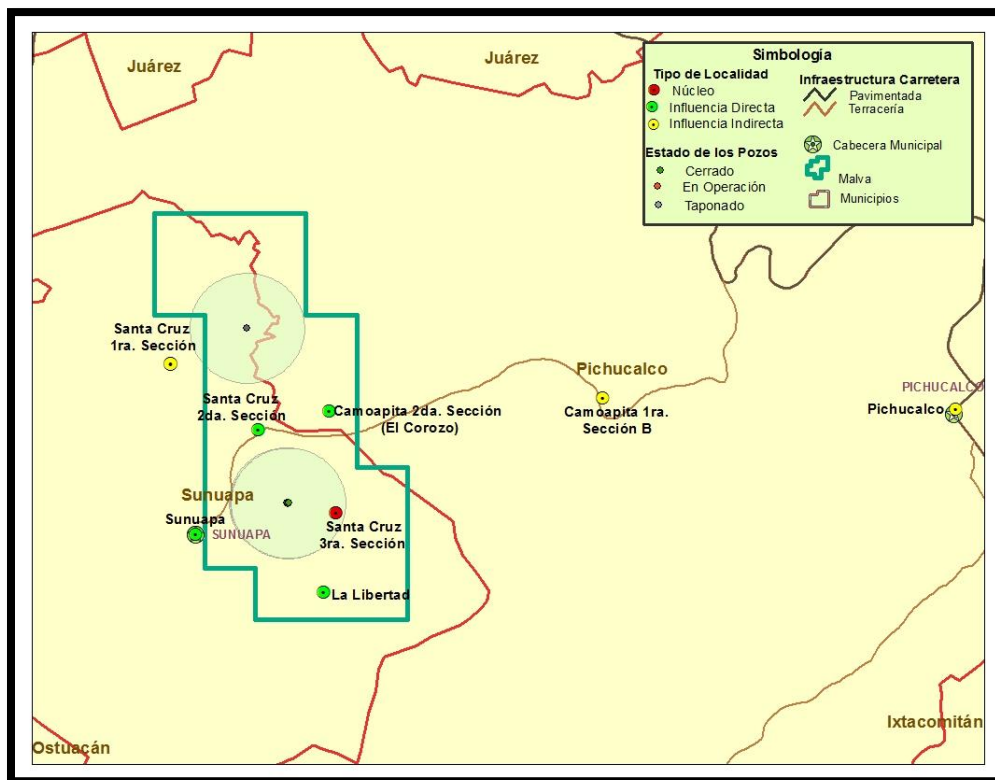 Juárez
Juárez
Simbología
Tipo de Localidad
Núcleo
Influencia Directa
Influencia Indirecta
Estado de los Pozos
Cerrado
En Operación
Taponado
Infraestructura Carretera
Pavimentada
Terracería
Cabecera Municipal
Malva
Municipios
Santa Cruz
1ra. Sección
Santa Cruz
2da. Sección
Camoapita 2da. Sección
(El Corozo)
Pichucalco
Camoapita 1ra.
Sección B
PICHUCALCO
Pichucalco
Sunuapa
Sunuapa
SUNUAPA
Santa Cruz
3ra. Sección
La Libertad
Ostuacán
Ixtacomitán